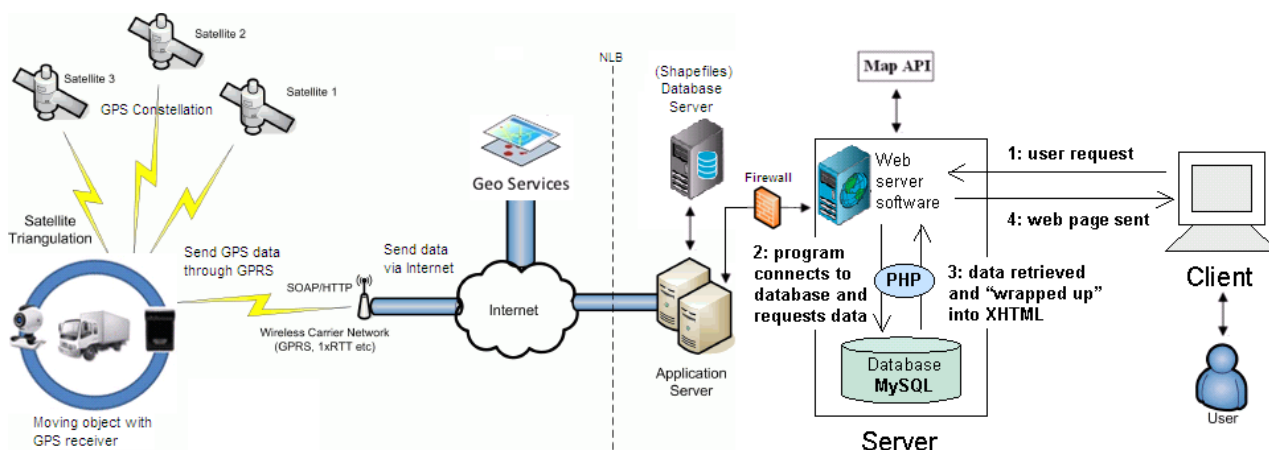 Satellite 2
Satellite 3
Satellite 1
GPS Constellation
Satellite
Triangulation
Send GPS data
through GPRS
SOAP/HTTP
Wireless Carrier Network
(GPRS, 1xRTT etc)
Moving object with
GPS receiver
Send data
via Internet
Geo Services
Internet
NLB
(Shapefiles)
Database
Server
Application
Server
Firewall
Map API
Web
server
software
1: user request
4: web page sent
2: program
connects to
database and
requests data
PHP
3: data retrieved
and “wrapped up”
into XHTML
Database
MySQL
Server
Client
User